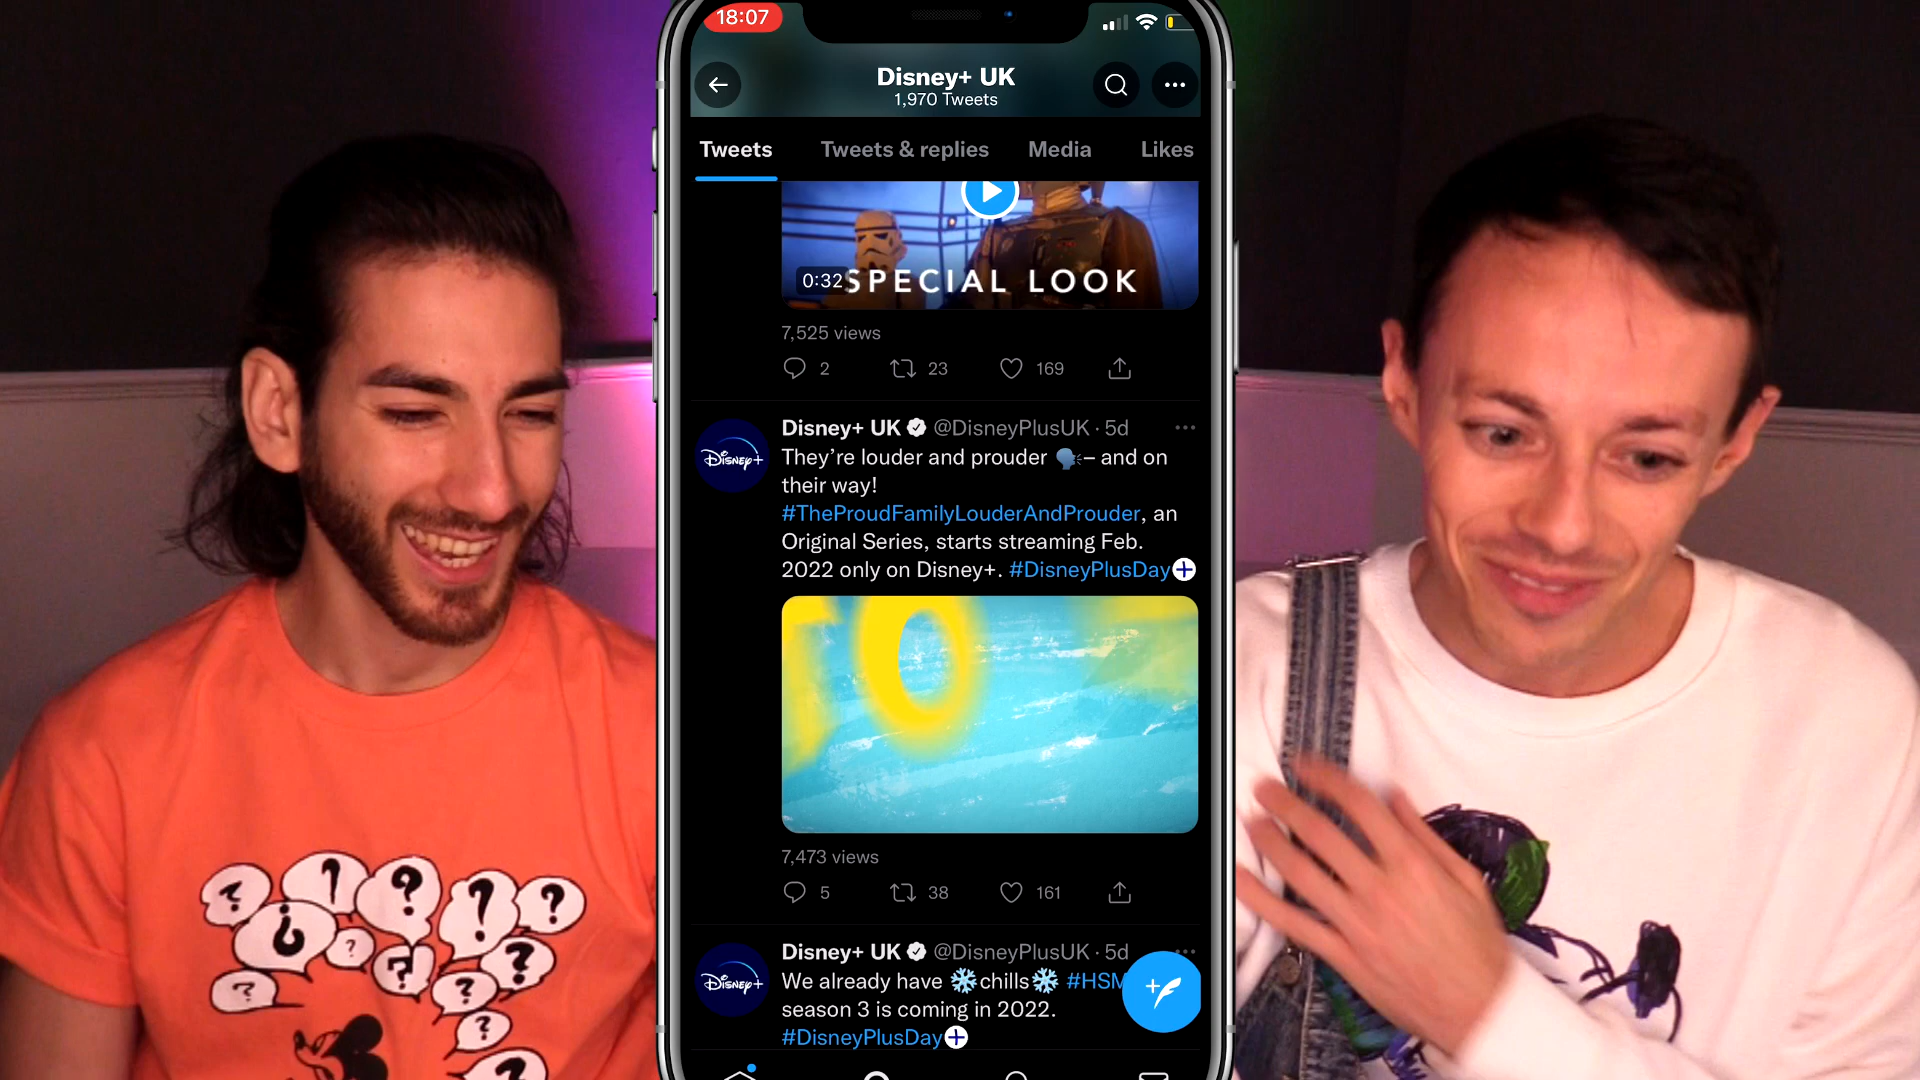 18:07
Disney+ UK
1,970 Tweets
Tweets Tweets & replies Media Likes
0:32 SPECIAL LOOK
7,525 views
2 23 169
Disney+ UK @DisneyPlusUK · 5d
They’re louder and prouder – and on
their way!
#TheProudFamilyLouderAndProuder, an
Original Series, starts streaming Feb.
2022 only on Disney+. #DisneyPlusDay
Disney+
TO
7,473 views
5 38 161
Disney+ UK @DisneyPlusUK · 5d
We already have ❄chills❄ #HSM
season 3 is coming in 2022.
#DisneyPlusDay
Disney+
? ? ? ? ?
? ? ? ?
? ? ?
?
?